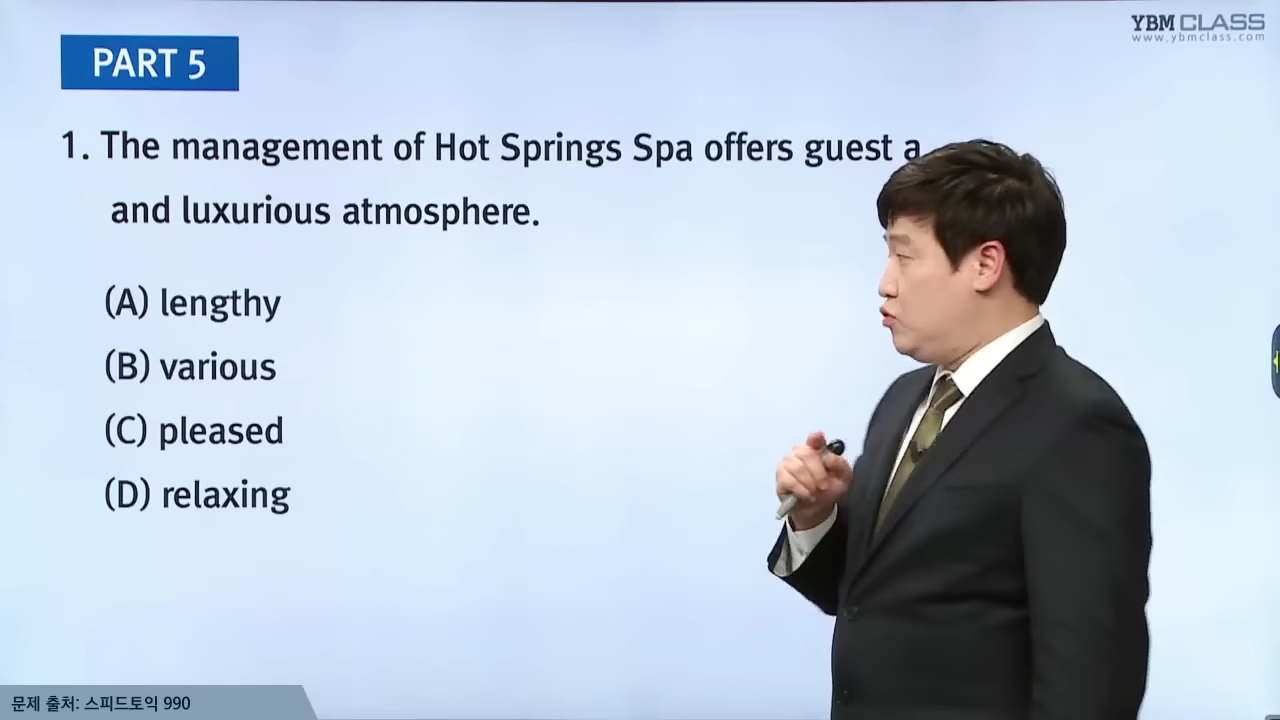 YBM CLASS
www.ybmclass.com
PART 5
1. The management of Hot Springs Spa offers guest a
and luxurious atmosphere.
(A) lengthy
(B) various
(C) pleased
(D) relaxing
문제 출처: 스피드토익 990